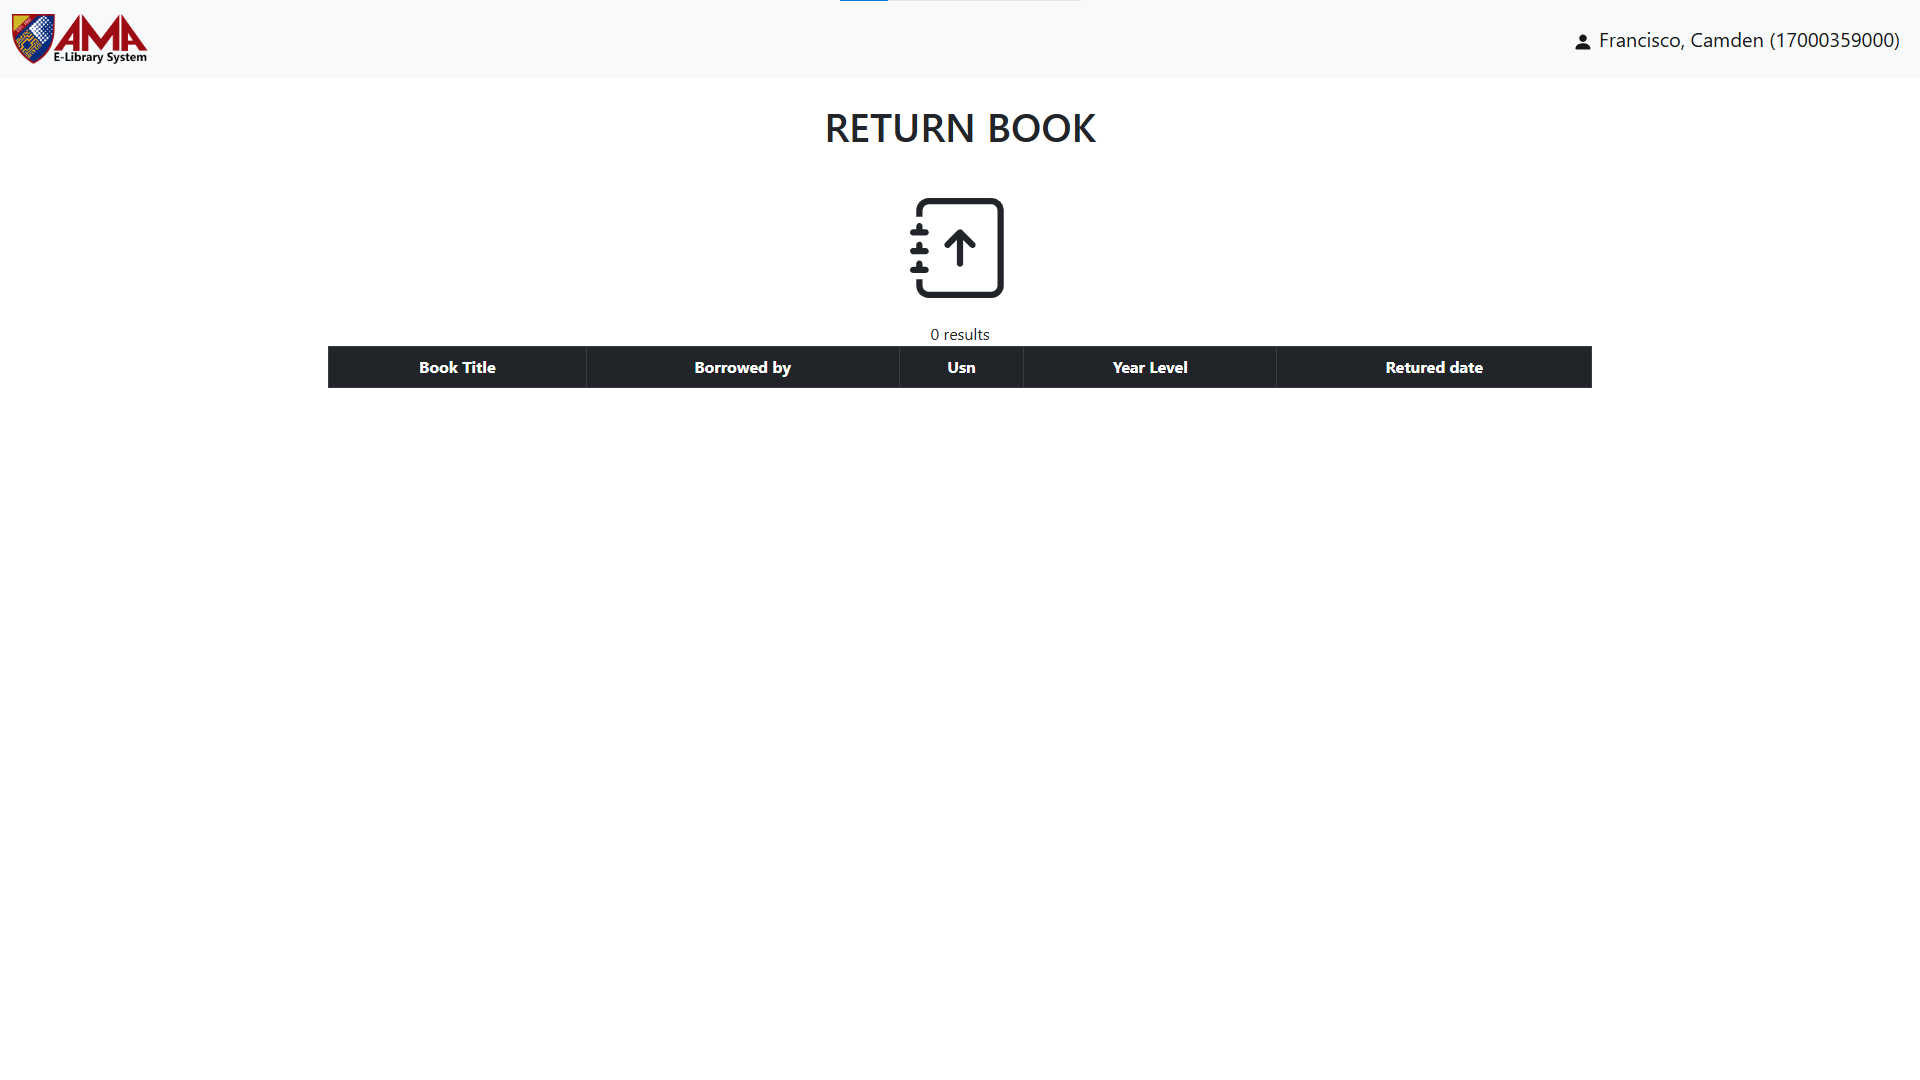 AMA
E-Library System
Francisco, Camden (17000359000)
RETURN BOOK
0 results
Book Title Borrowed by Usn Year Level Retured date